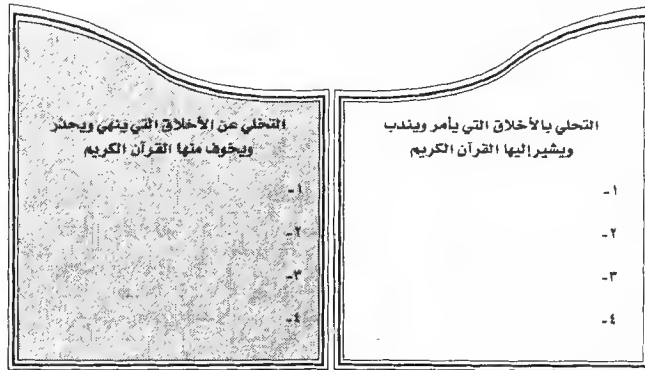 التحلي بالأخلاق التي يأمر ويندب
ويشير إليها القرآن الكريم
١-
٢-
٣-
٤-
التخلي عن الأخلاق التي ينهي ويحذر
ويخوف منها القرآن الكريم
١-
٢-
٣-
٤-